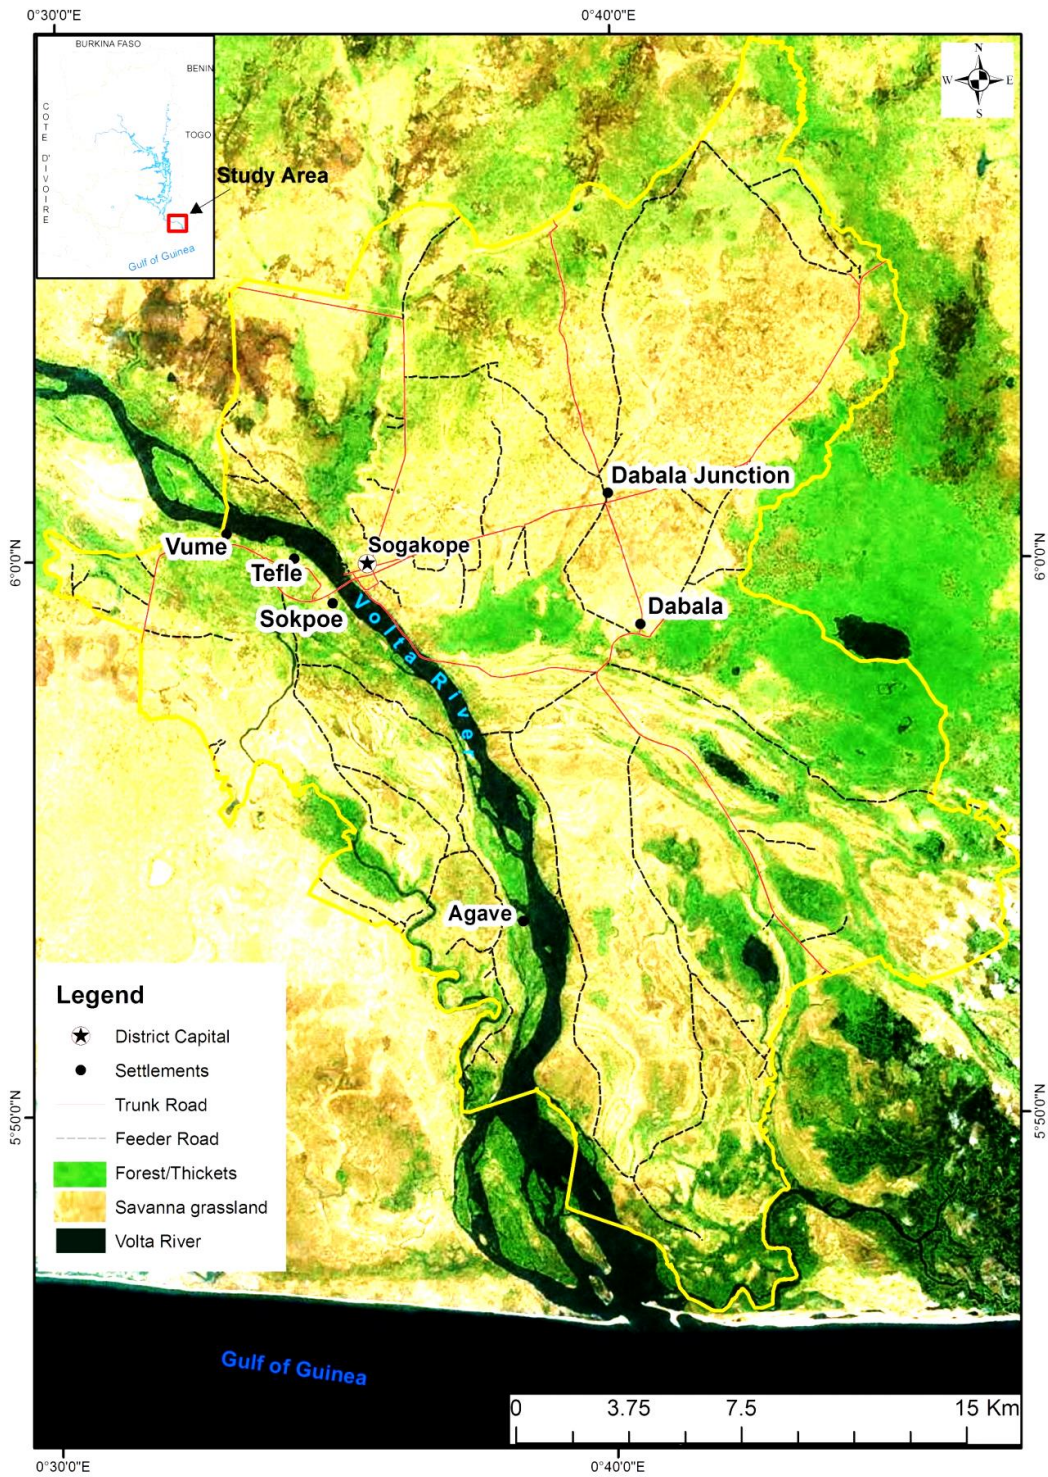 0°30'0"E
0°40'0"E
BURKINA FASO
BENIN
COTE D'IVOIRE
TOGO
Study Area
Gulf of Guinea
N
W
E
S
Dabala Junction
Vume
Sogakope
Tefle
6°0'0"N
6°0'0"N
Sokpoe
Dabala
Volta River
Agave
Legend
District Capital
Settlements
Trunk Road
Feeder Road
Forest/Thickets
Savanna grassland
Volta River
5°50'0"N
5°50'0"N
Gulf of Guinea
0 3.75 7.5 15 Km
0°30'0"E
0°40'0"E